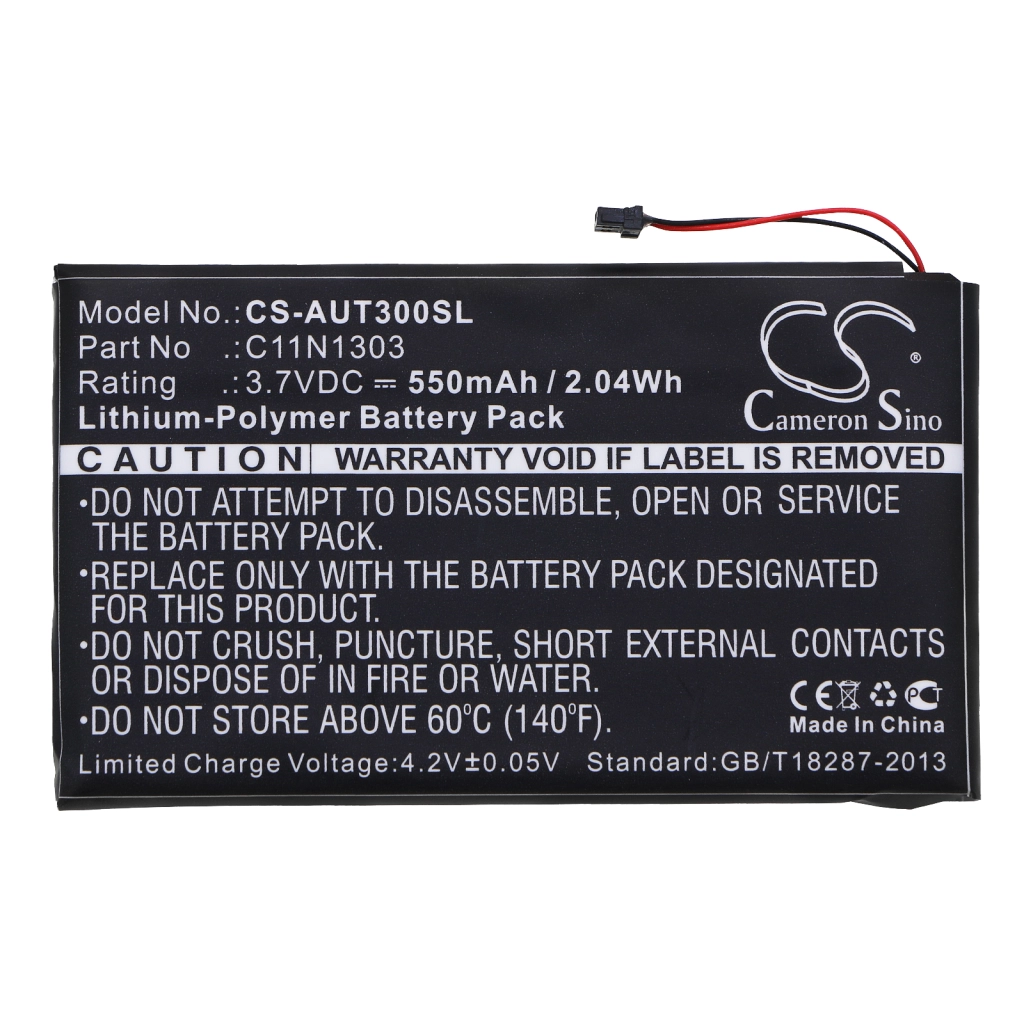 Model No.: CS-AUT300SL
Part No .: C11N1303
Rating .: 3.7VDC ⎓ 550mAh / 2.04Wh
Lithium-Polymer Battery Pack
CS ®
Cameron Sino
CAUTION WARRANTY VOID IF LABEL IS REMOVED
•DO NOT ATTEMPT TO DISASSEMBLE, OPEN OR SERVICE
THE BATTERY PACK.
•REPLACE ONLY WITH THE BATTERY PACK DESIGNATED
FOR THIS PRODUCT.
•DO NOT CRUSH, PUNCTURE, SHORT EXTERNAL CONTACTS
OR DISPOSE OF IN FIRE OR WATER.
•DO NOT STORE ABOVE 60⁰C (140⁰F).
CE PCT
Made In China
Limited Charge Voltage:4.2V±0.05V Standard:GB/T18287-2013